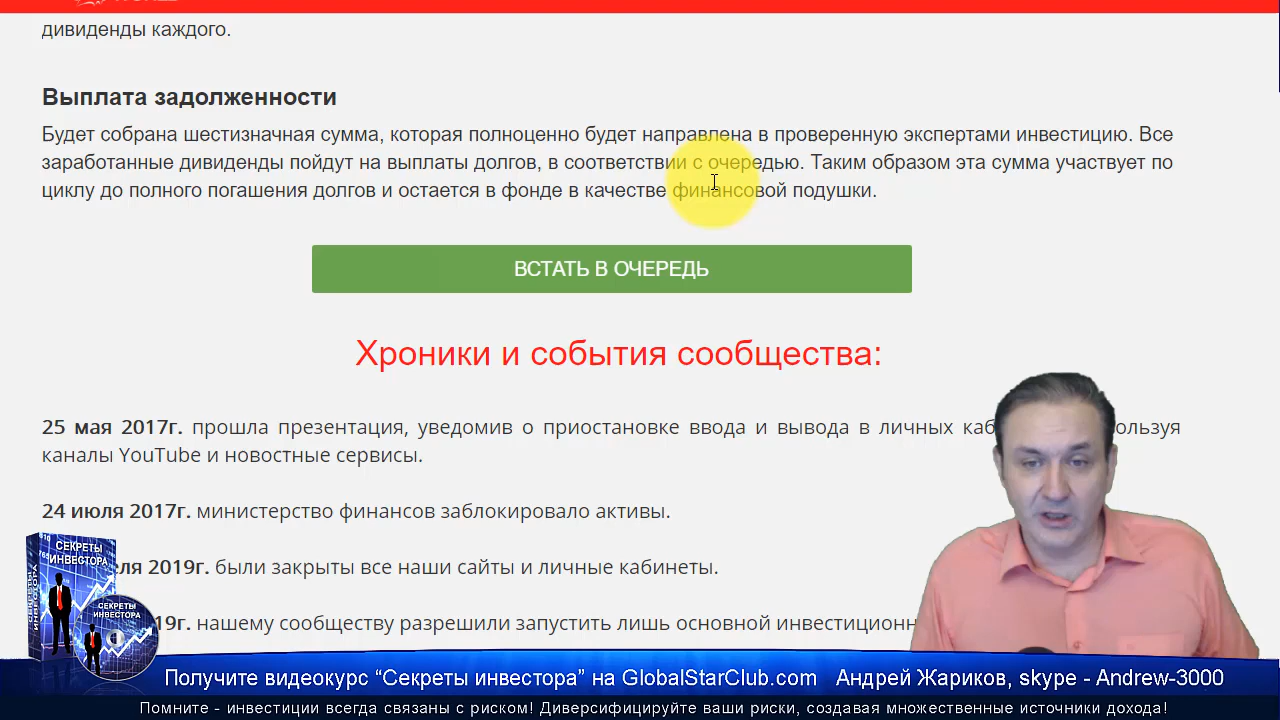 дивиденды каждого.
Выплата задолженности
Будет собрана шестизначная сумма, которая полноценно будет направлена в проверенную экспертами инвестицию. Все
заработанные дивиденды пойдут на выплаты долгов, в соответствии с очередью. Таким образом эта сумма участвует по
циклу до полного погашения долгов и остается в фонде в качестве финансовой подушки.
ВСТАТЬ В ОЧЕРЕДЬ
Хроники и события сообщества:
25 мая 2017г. прошла презентация, уведомив о приостановке ввода и вывода в личных каб ользуя
каналы YouTube и новостные сервисы.
24 июля 2017г. министерство финансов заблокировало активы.
ля 2019г. были закрыты все наши сайты и личные кабинеты.
19г. нашему сообществу разрешили запустить лишь основной инвестиционн
СЕКРЕТЫ
ИНВЕСТОРА
СЕКРЕТЫ
ИНВЕСТОРА
Получите видеокурс “Секреты инвестора” на GlobalStarClub.com Андрей Жариков, skype - Andrew-3000
Помните - инвестиции всегда связаны с риском! Диверсифицируйте ваши риски, создавая множественные источники дохода!